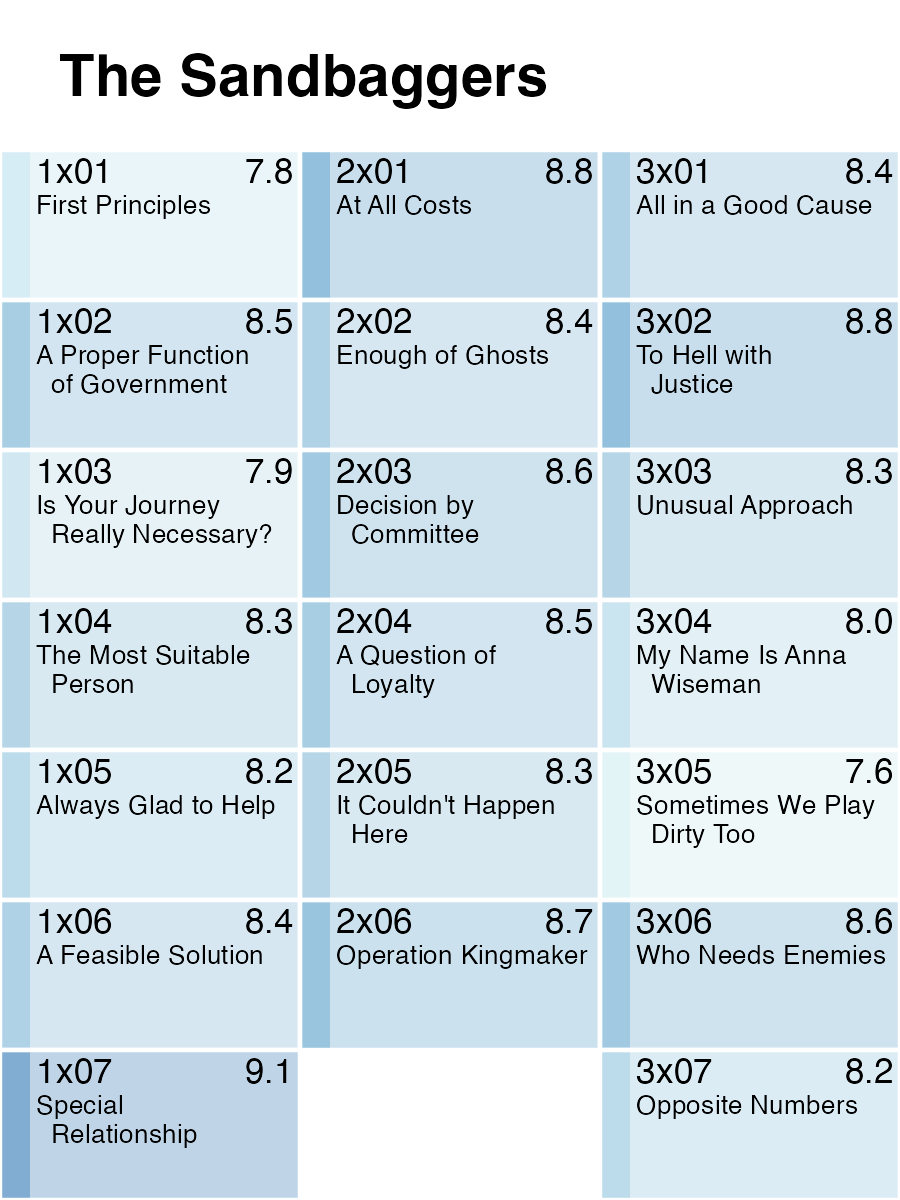 The Sandbaggers
1x01 7.8
First Principles
1x02 8.5
A Proper Function
of Government
1x03 7.9
Is Your Journey
Really Necessary?
1x04 8.3
The Most Suitable
Person
1x05 8.2
Always Glad to Help
1x06 8.4
A Feasible Solution
1x07 9.1
Special
Relationship
2x01 8.8
At All Costs
2x02 8.4
Enough of Ghosts
2x03 8.6
Decision by
Committee
2x04 8.5
A Question of
Loyalty
2x05 8.3
It Couldn't Happen
Here
2x06 8.7
Operation Kingmaker
3x01 8.4
All in a Good Cause
3x02 8.8
To Hell with
Justice
3x03 8.3
Unusual Approach
3x04 8.0
My Name Is Anna
Wiseman
3x05 7.6
Sometimes We Play
Dirty Too
3x06 8.6
Who Needs Enemies
3x07 8.2
Opposite Numbers